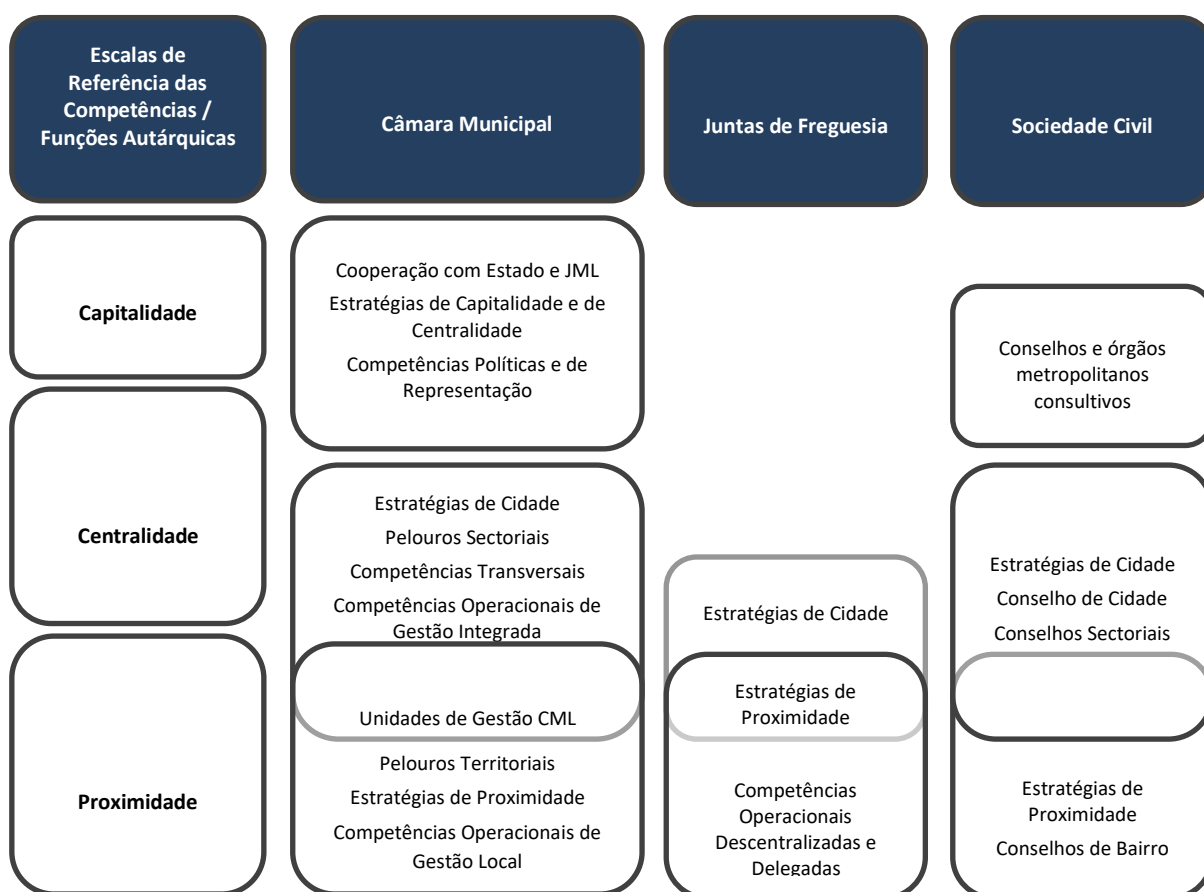 Escalas de
Referência das
Competências /
Funções Autárquicas
Câmara Municipal
Juntas de Freguesia
Sociedade Civil
Capitalidade
Cooperação com Estado e JML
Estratégias de Capitalidade e de
Centralidade
Competências Políticas e de
Representação
Conselhos e órgãos
metropolitanos
consultivos
Centralidade
Estratégias de Cidade
Pelouros Sectoriais
Competências Transversais
Competências Operacionais de
Gestão Integrada
Estratégias de Cidade
Estratégias de Cidade
Conselho de Cidade
Conselhos Sectoriais
Proximidade
Unidades de Gestão CML
Pelouros Territoriais
Estratégias de Proximidade
Competências Operacionais de
Gestão Local
Estratégias de
Proximidade
Competências
Operacionais
Descentralizadas e
Delegadas
Estratégias de
Proximidade
Conselhos de Bairro